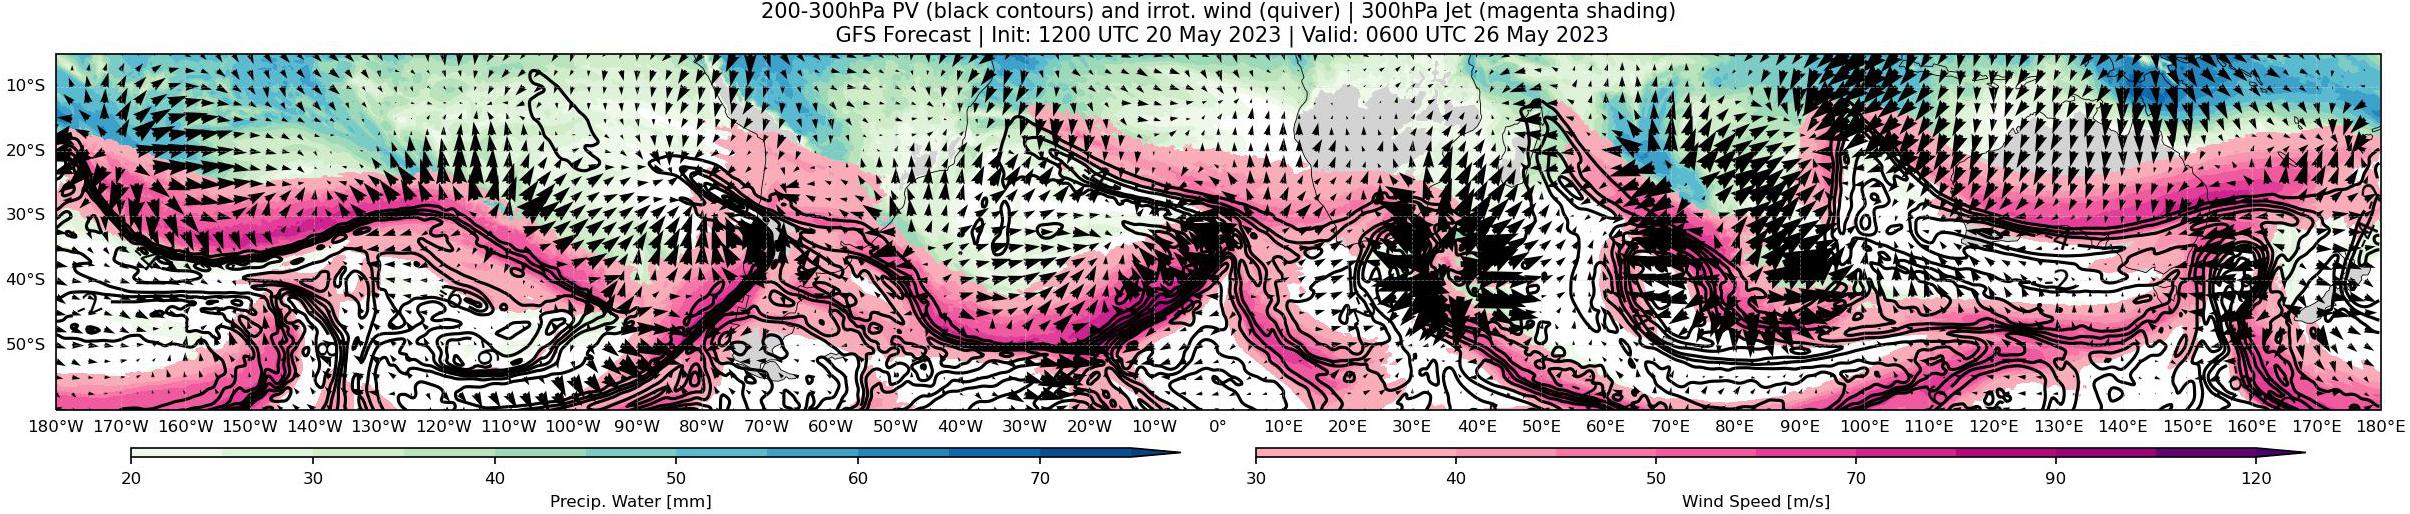 200-300hPa PV (black contours) and irrot. wind (quiver) | 300hPa Jet (magenta shading)
GFS Forecast | Init: 1200 UTC 20 May 2023 | Valid: 0600 UTC 26 May 2023
10°S
20°S
30°S
40°S
50°S
180°W 170°W 160°W 150°W 140°W 130°W 120°W 110°W 100°W 90°W 80°W 70°W 60°W 50°W 40°W 30°W 20°W 10°W 0° 10°E 20°E 30°E 40°E 50°E 60°E 70°E 80°E 90°E 100°E 110°E 120°E 130°E 140°E 150°E 160°E 170°E 180°E
20 30 40 50 60 70
Precip. Water [mm]
30 40 50 70 90 120
Wind Speed [m/s]